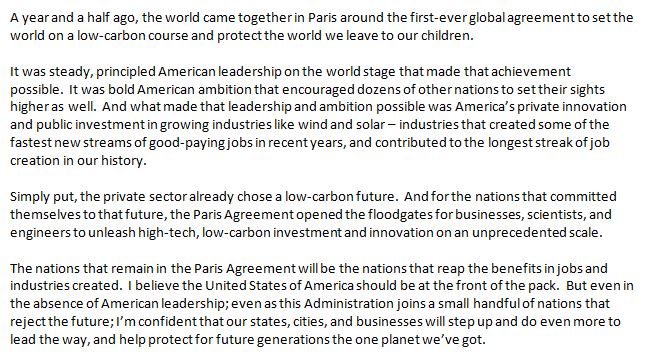 A year and a half ago, the world came together in Paris around the first-ever global agreement to set the
world on a low-carbon course and protect the world we leave to our children.
It was steady, principled American leadership on the world stage that made that achievement
possible.  It was bold American ambition that encouraged dozens of other nations to set their sights
higher as well.  And what made that leadership and ambition possible was America's private innovation
and public investment in growing industries like wind and solar – industries that created some of the
fastest new streams of good-paying jobs in recent years, and contributed to the longest streak of job
creation in our history.
Simply put, the private sector already chose a low-carbon future.  And for the nations that committed
themselves to that future, the Paris Agreement opened the floodgates for businesses, scientists, and
engineers to unleash high-tech, low-carbon investment and innovation on an unprecedented scale.
The nations that remain in the Paris Agreement will be the nations that reap the benefits in jobs and
industries created.  I believe the United States of America should be at the front of the pack.  But even in
the absence of American leadership; even as this Administration joins a small handful of nations that
reject the future; I'm confident that our states, cities, and businesses will step up and do even more to
lead the way, and help protect for future generations the one planet we've got.